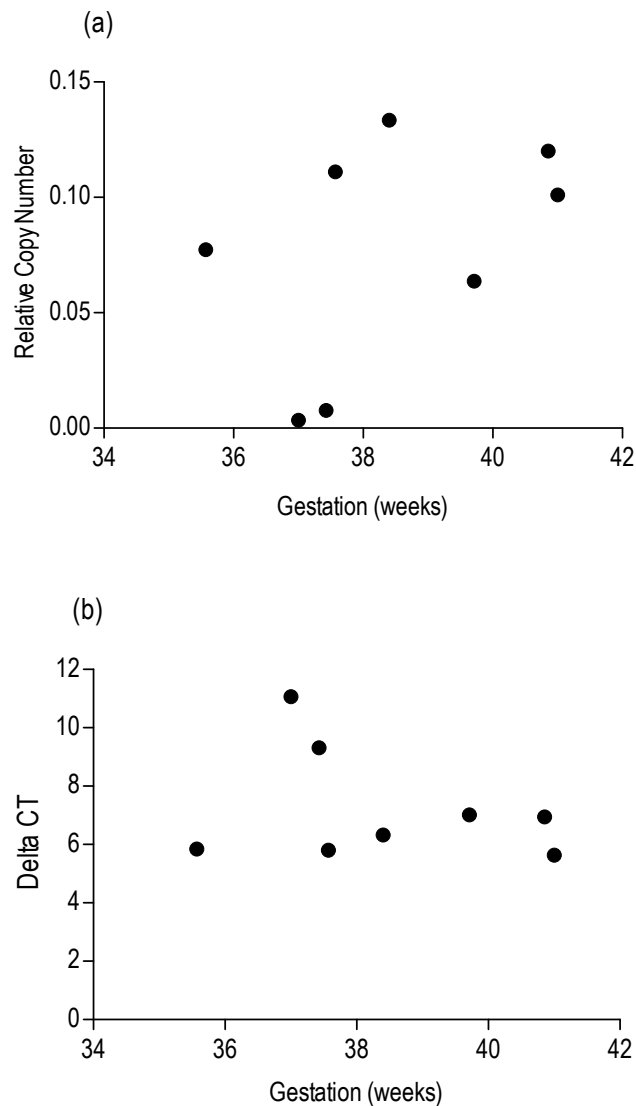 (a)
0.15
0.10
0.05
0.00
Relative Copy Number
34 36 38 40 42
Gestation (weeks)
(b)
12
10
8
6
4
2
0
Delta CT
34 36 38 40 42
Gestation (weeks)